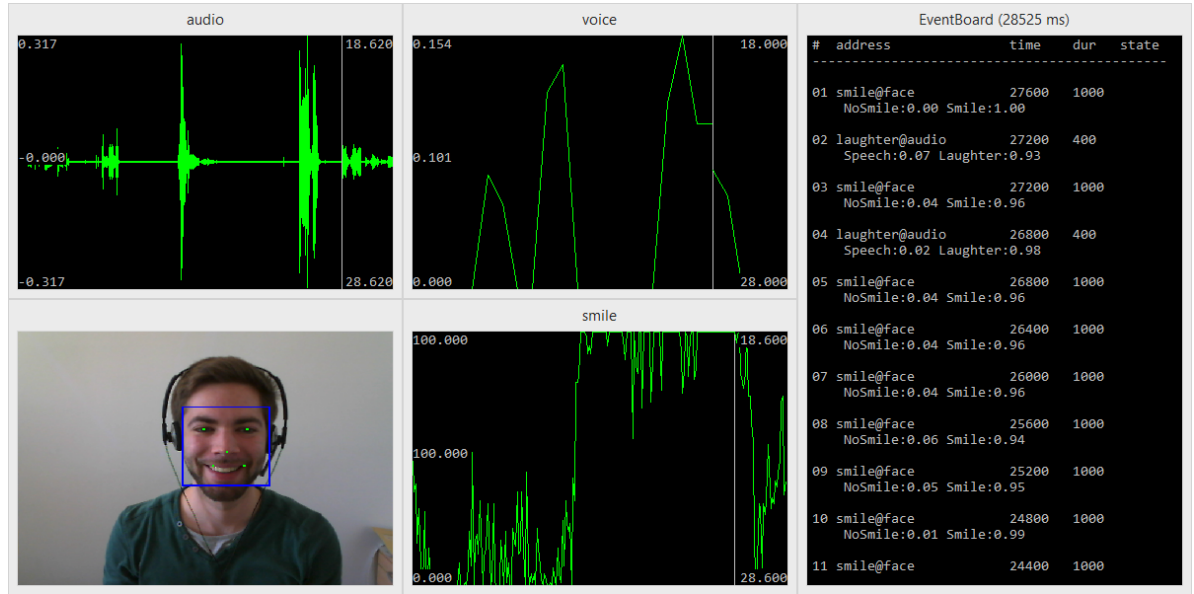 audio
0.317
18.620
-0.000
-0.317
28.620
voice
0.154
18.000
0.101
0.000
28.000
smile
100.000
18.600
100.000
0.000
28.600
EventBoard (28525 ms)
# address time dur state
-----------------------------------------------
01 smile@face 27600 1000
NoSmile:0.00 Smile:1.00
02 laughter@audio 27200 400
Speech:0.07 Laughter:0.93
03 smile@face 27200 1000
NoSmile:0.04 Smile:0.96
04 laughter@audio 26800 400
Speech:0.02 Laughter:0.98
05 smile@face 26800 1000
NoSmile:0.04 Smile:0.96
06 smile@face 26400 1000
NoSmile:0.04 Smile:0.96
07 smile@face 26000 1000
NoSmile:0.04 Smile:0.96
08 smile@face 25600 1000
NoSmile:0.06 Smile:0.94
09 smile@face 25200 1000
NoSmile:0.05 Smile:0.95
10 smile@face 24800 1000
NoSmile:0.01 Smile:0.99
11 smile@face 24400 1000